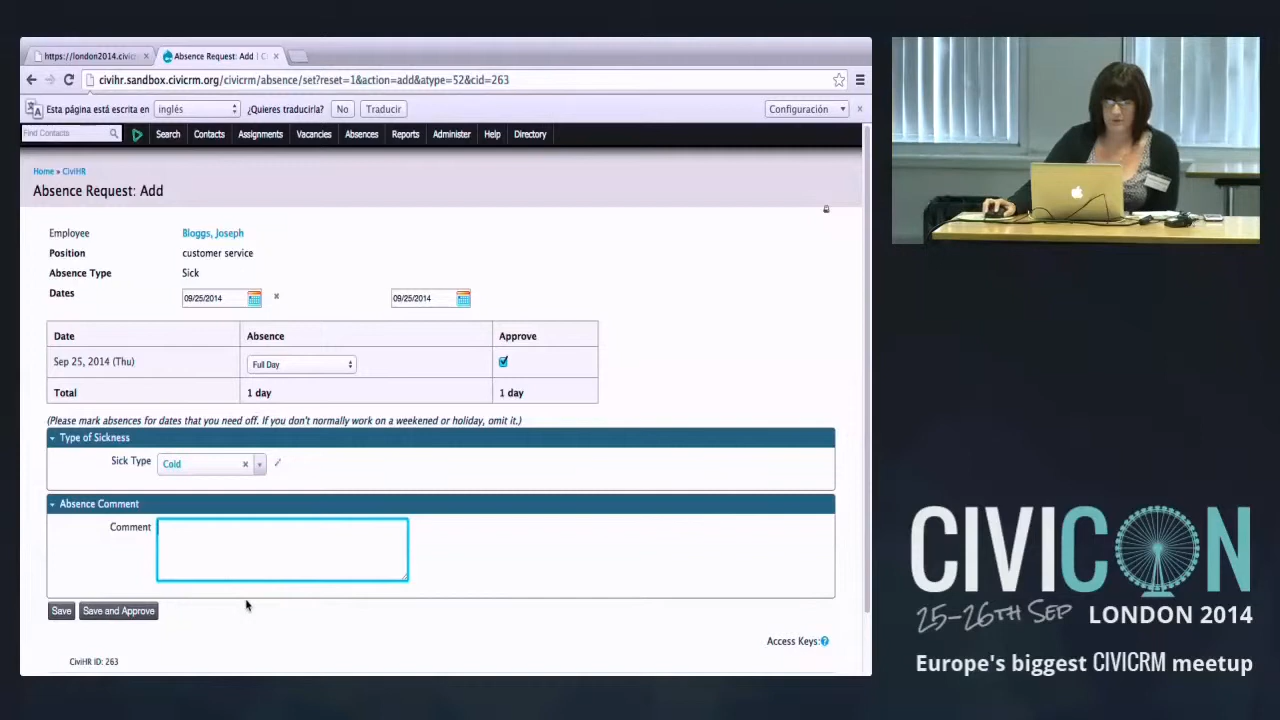 https://london2014.civic
Absence Request: Add | C
civihr.sandbox.civicrm.org/civicrm/absence/set?reset=1&action=add&atype=52&cid=263
Esta página está escrita en inglés ¿Quieres traducirla? No Traducir Configuración
Find Contacts Search Contacts Assignments Vacancies Absences Reports Administer Help Directory
Home » CiviHR
Absence Request: Add
Employee Bloggs, Joseph
Position customer service
Absence Type Sick
Dates 09/25/2014 09/25/2014
Date Absence Approve
Sep 25, 2014 (Thu) Full Day
Total 1 day 1 day
(Please mark absences for dates that you need off. If you don't normally work on a weekened or holiday, omit it.)
Type of Sickness
Sick Type Cold
Absence Comment
Comment
Save Save and Approve
Access Keys:?
CiviHR ID: 263
CIVICON
25-26TH SEP LONDON 2014
Europe's biggest CIVICRM meetup